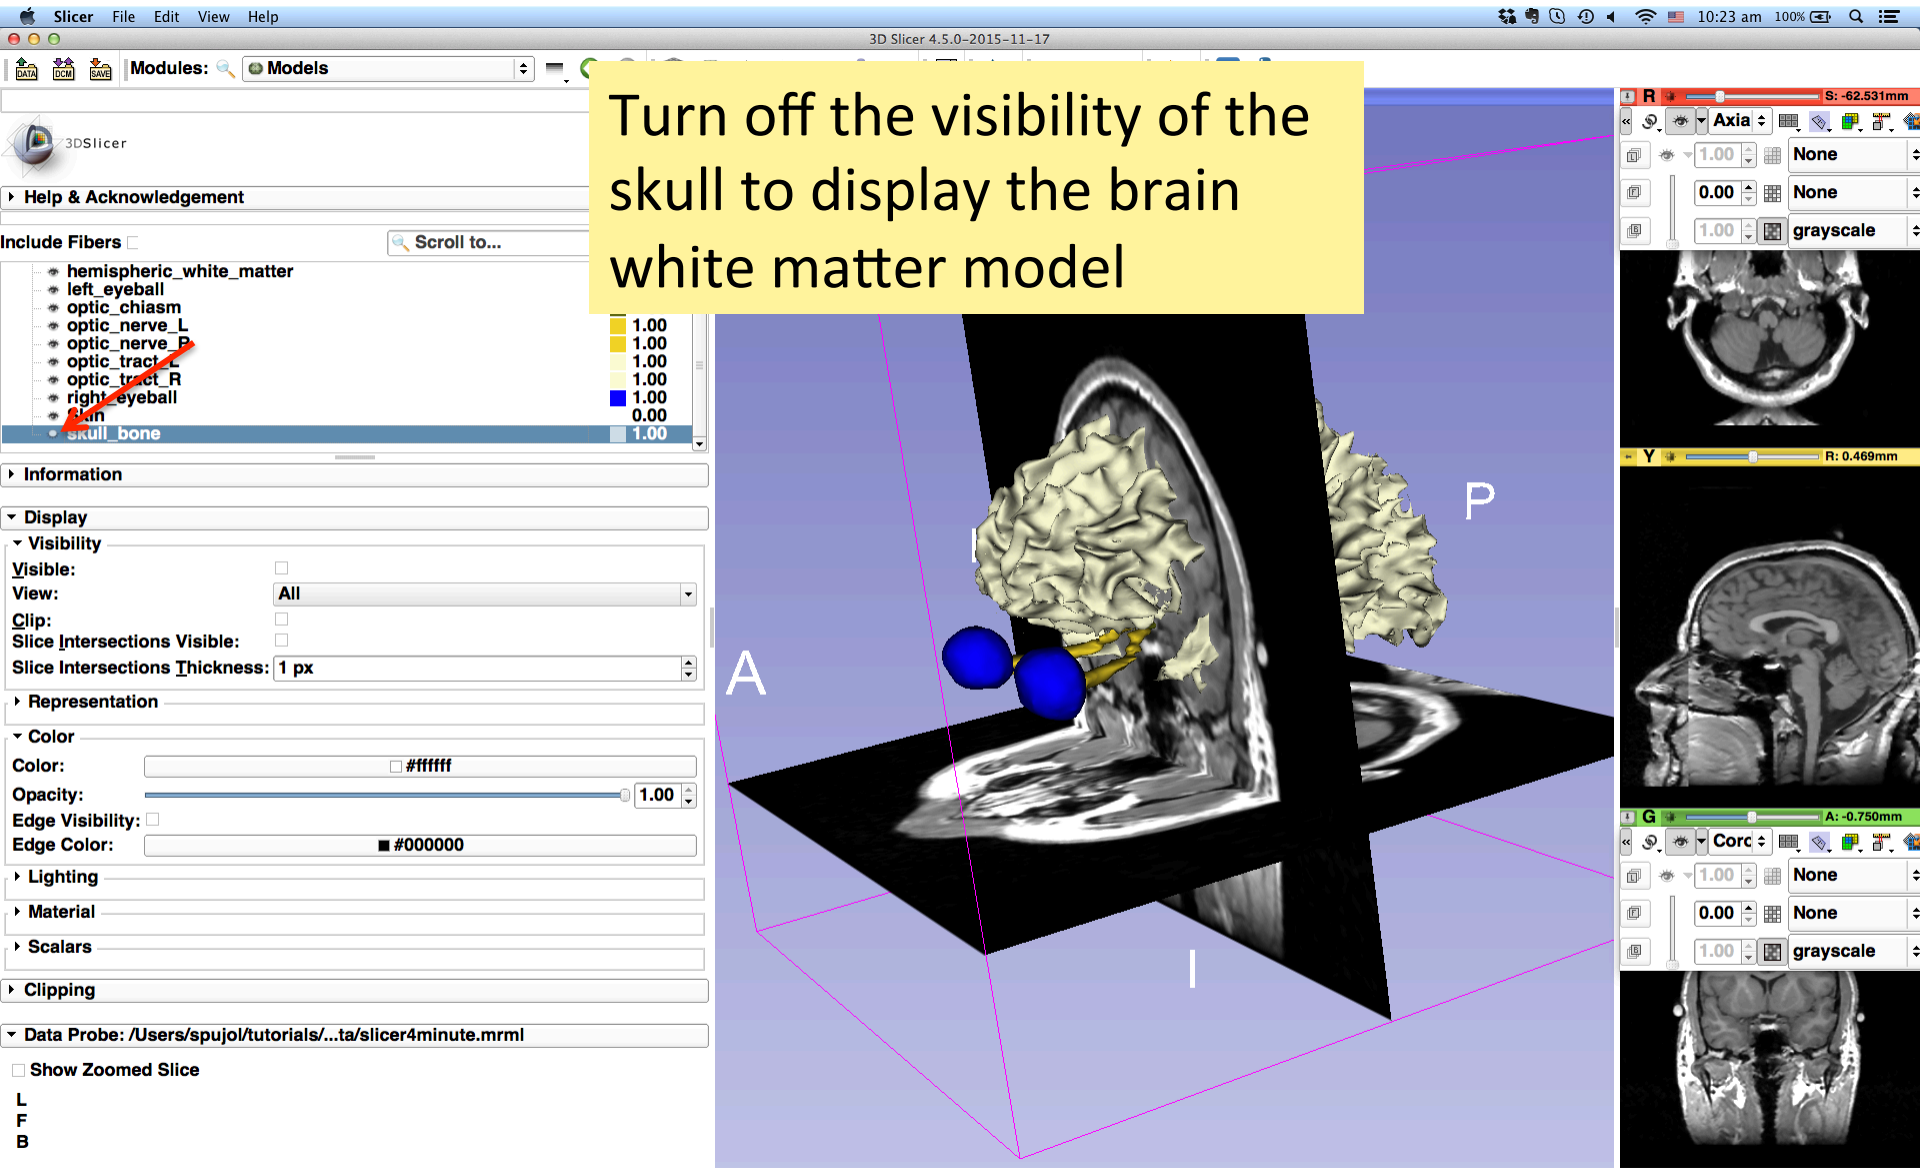 Slicer File Edit View Help
10:23 am 100%
3D Slicer 4.5.0-2015-11-17
DATA DCM SAVE Modules: Models
Turn off the visibility of the
skull to display the brain
white matter model
3DSlicer
Help & Acknowledgement
Include Fibers Scroll to...
hemispheric_white_matter
left_eyeball
optic_chiasm
optic_nerve_L 1.00
optic_nerve_R 1.00
optic_tract_L 1.00
optic_tract_R 1.00
right_eyeball 1.00
Skin 0.00
skull_bone 1.00
Information
Display
Visibility
Visible:
View: All
Clip:
Slice Intersections Visible:
Slice Intersections Thickness: 1 px
Representation
Color
Color: #ffffff
Opacity: 1.00
Edge Visibility:
Edge Color: #000000
Lighting
Material
Scalars
Clipping
Data Probe: /Users/spujol/tutorials/...ta/slicer4minute.mrml
Show Zoomed Slice
L
F
B
A
P
I
R S: -62.531mm
Axia
1.00 None
0.00 None
1.00 grayscale
Y R: 0.469mm
G A: -0.750mm
Corc
1.00 None
0.00 None
1.00 grayscale